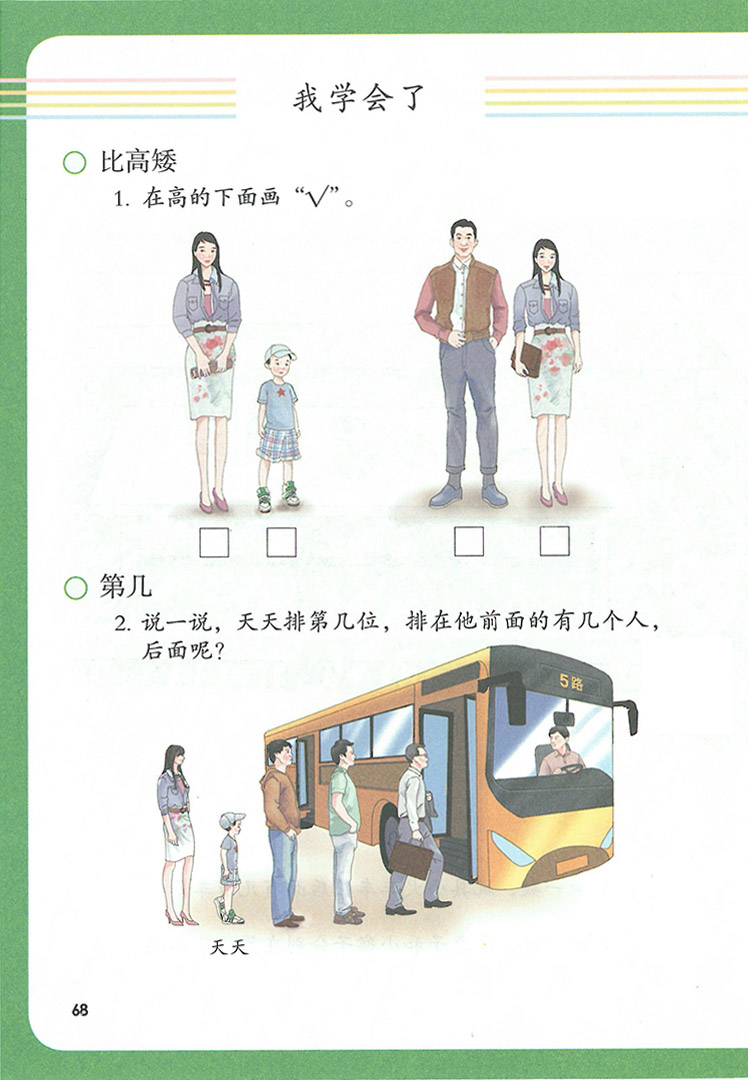 我学会了
比高矮
1. 在高的下面画“√”。
第几
2. 说一说，天天排第几位，排在他前面的有几个人，
后面呢？
5路
天天
68